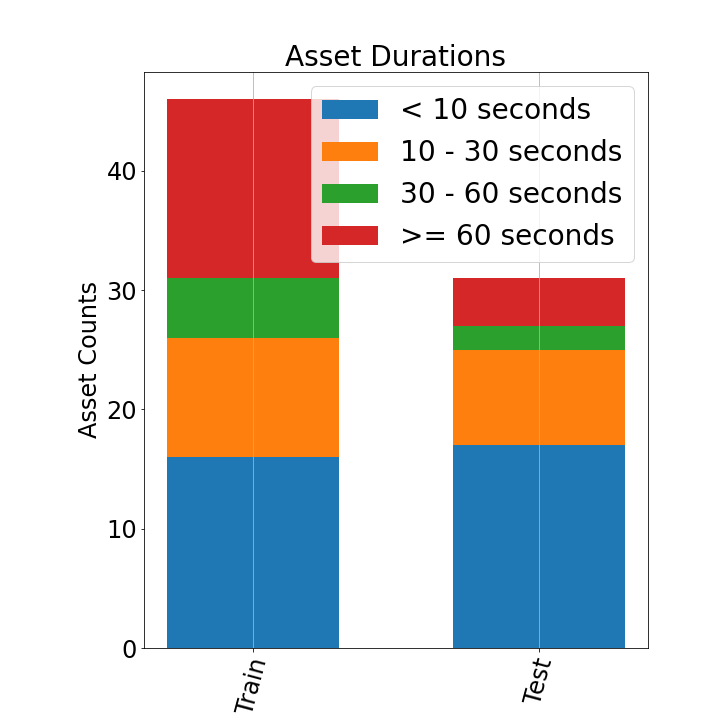 Asset Durations
< 10 seconds
10 - 30 seconds
30 - 60 seconds
>= 60 seconds
Asset Counts
40
30
20
10
0
Train
Test